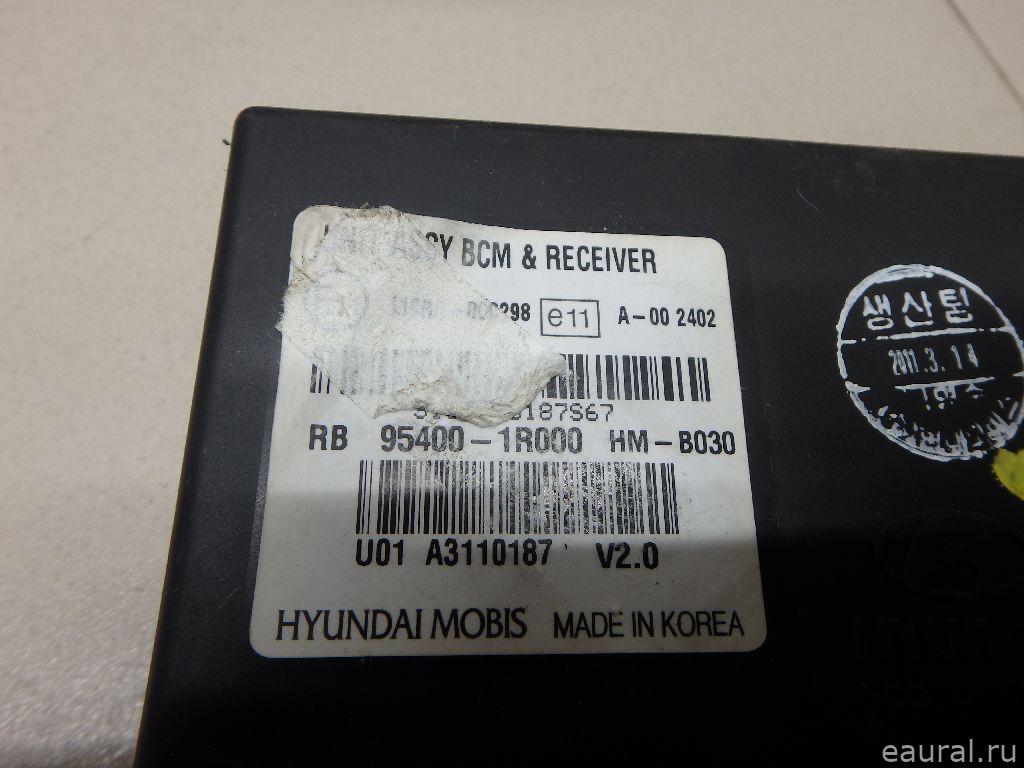 ASSY BCM & RECEIVER
e11 A-00 2402
RB 95400-1R000 HM-B030
U01 A3110187 V2.0
HYUNDAI MOBIS MADE IN KOREA
생산팀
2011.3.14
eaural.ru